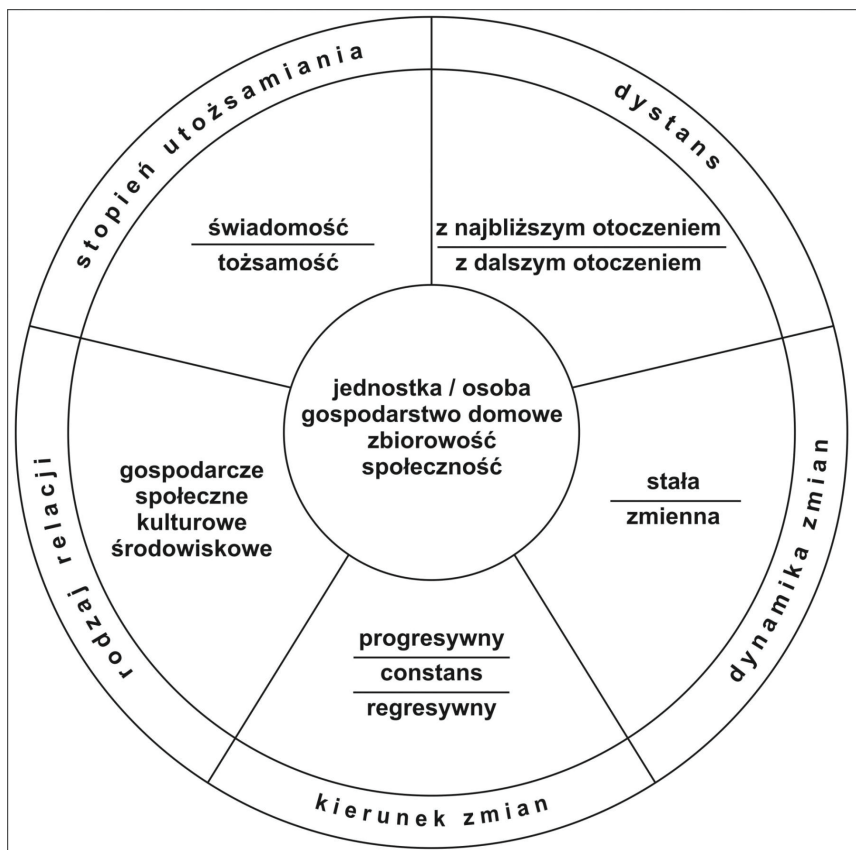 stopień utożsamiania
dystans
świadomość
tożsamość
z najbliższym otoczeniem
z dalszym otoczeniem
jednostka / osoba
gospodarstwo domowe
zbiorowość
społeczność
gospodarcze
społeczne
kulturowe
środowiskowe
rodzaj relacji
stała
zmienna
dynamika zmian
progresywny
constans
regresywny
kierunek zmian